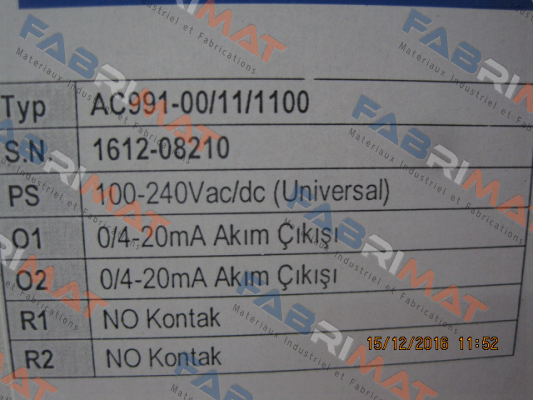 Typ AC991-00/11/1100
S.N. 1612-08210
PS 100-240Vac/dc (Universal)
O1 0/4-20mA Akım Çıkışı
O2 0/4-20mA Akım Çıkışı
R1 NO Kontak
R2 NO Kontak
15/12/2016 11:52
FABRIMAT
Materiaux Industriel et Fabrications